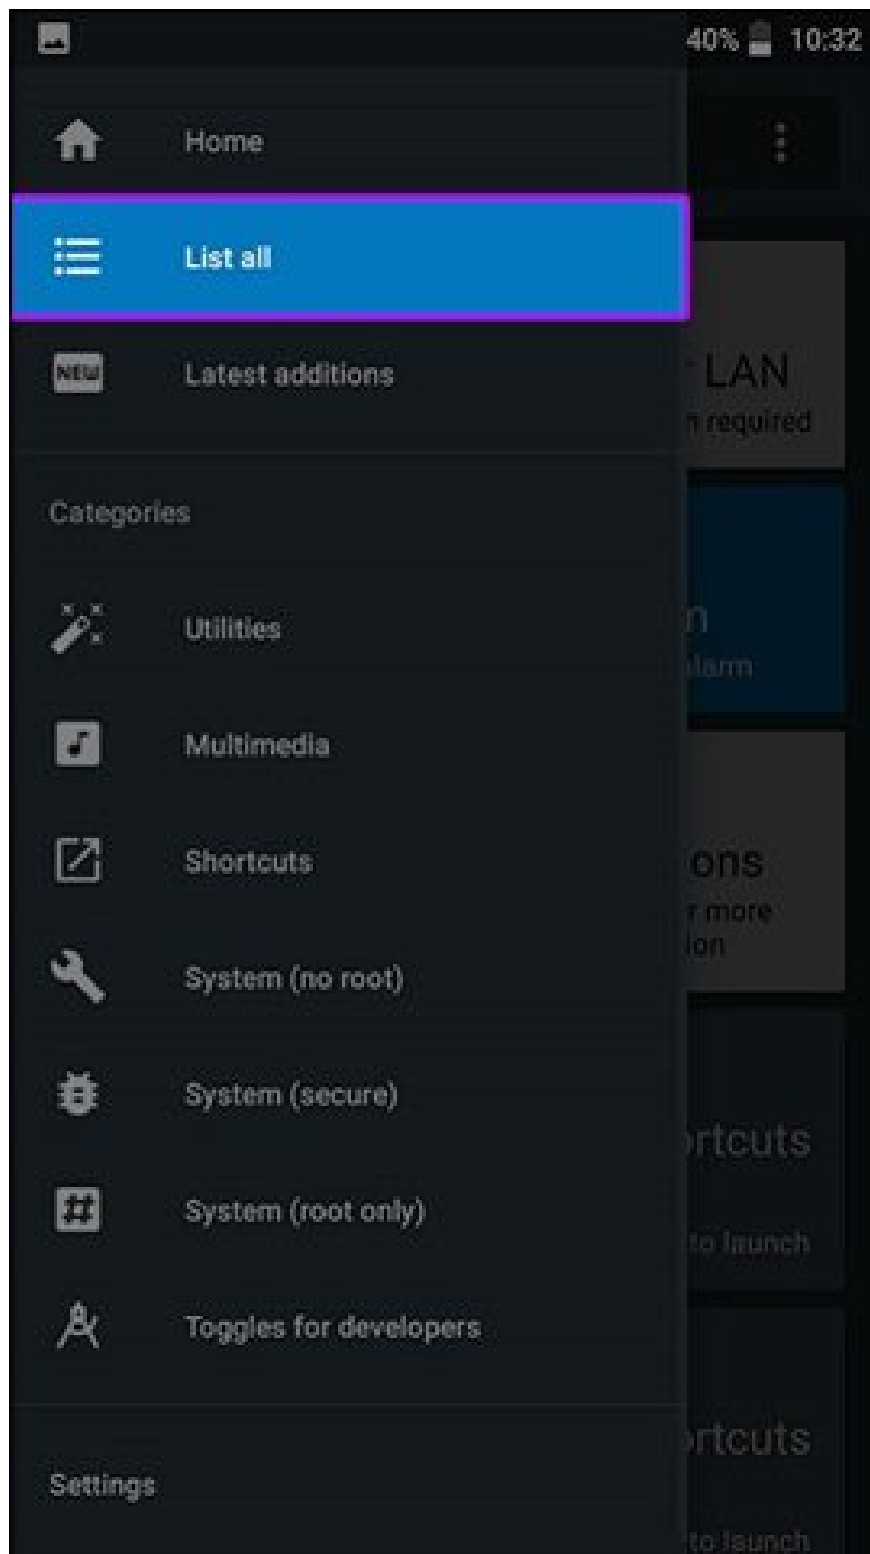 40% 10:32
Home
List all
LAN
NEW Latest additions
required
Categories
Utilities
Multimedia
Shortcuts
ons
more
System (no root)
System (secure)
rtcuts
System (root only)
to launch
Toggles for developers
rtcuts
Settings
to launch